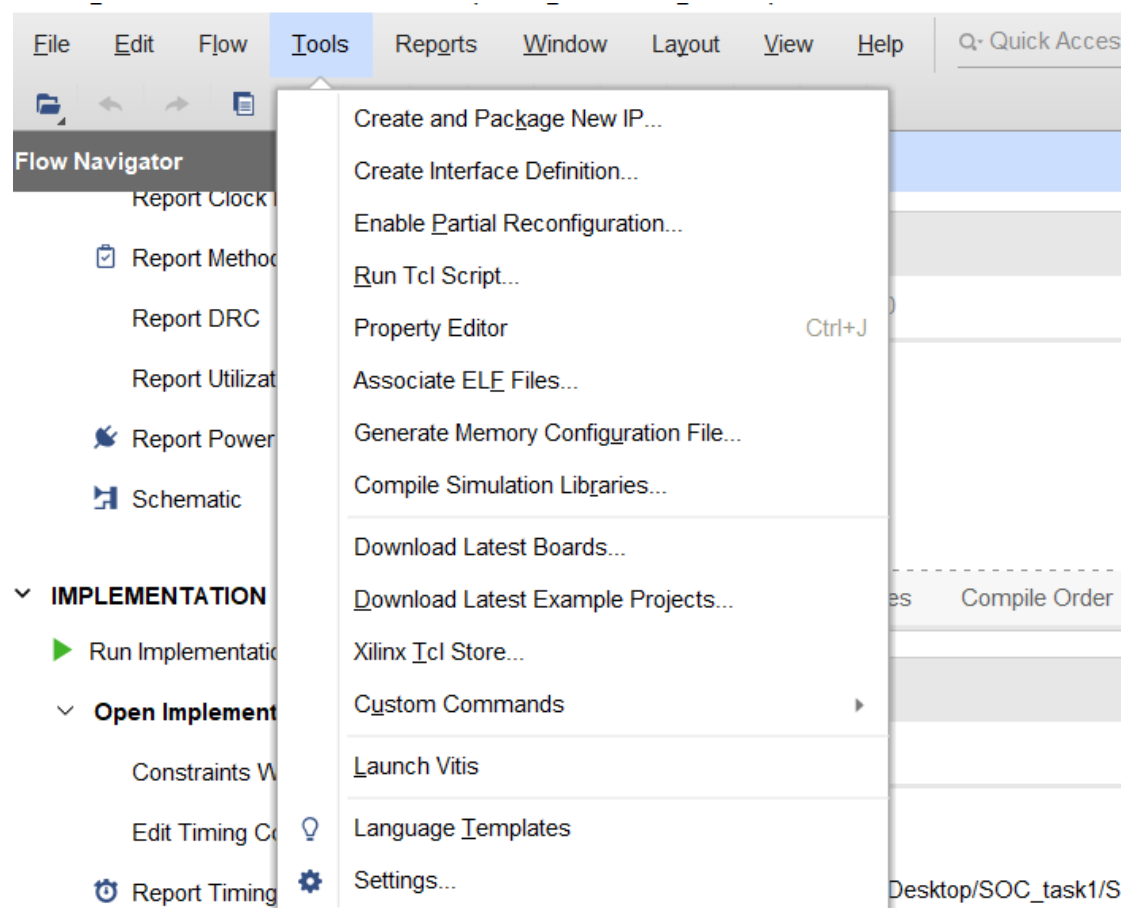 File Edit Flow Tools Reports Window Layout View Help Quick Acces
Flow Navigator
Report Clock
Report Method
Report DRC
Report Utilizat
Report Power
Schematic
IMPLEMENTATION
Run Implementatio
Open Implement
Constraints W
Edit Timing Co
Report Timing
Create and Package New IP...
Create Interface Definition...
Enable Partial Reconfiguration...
Run Tcl Script...
Property Editor Ctrl+J
Associate ELF Files...
Generate Memory Configuration File...
Compile Simulation Libraries...
Download Latest Boards...
Download Latest Example Projects...
Xilinx Tcl Store...
Custom Commands
Launch Vitis
Language Templates
Settings...
es Compile Order
Desktop/SOC_task1/S